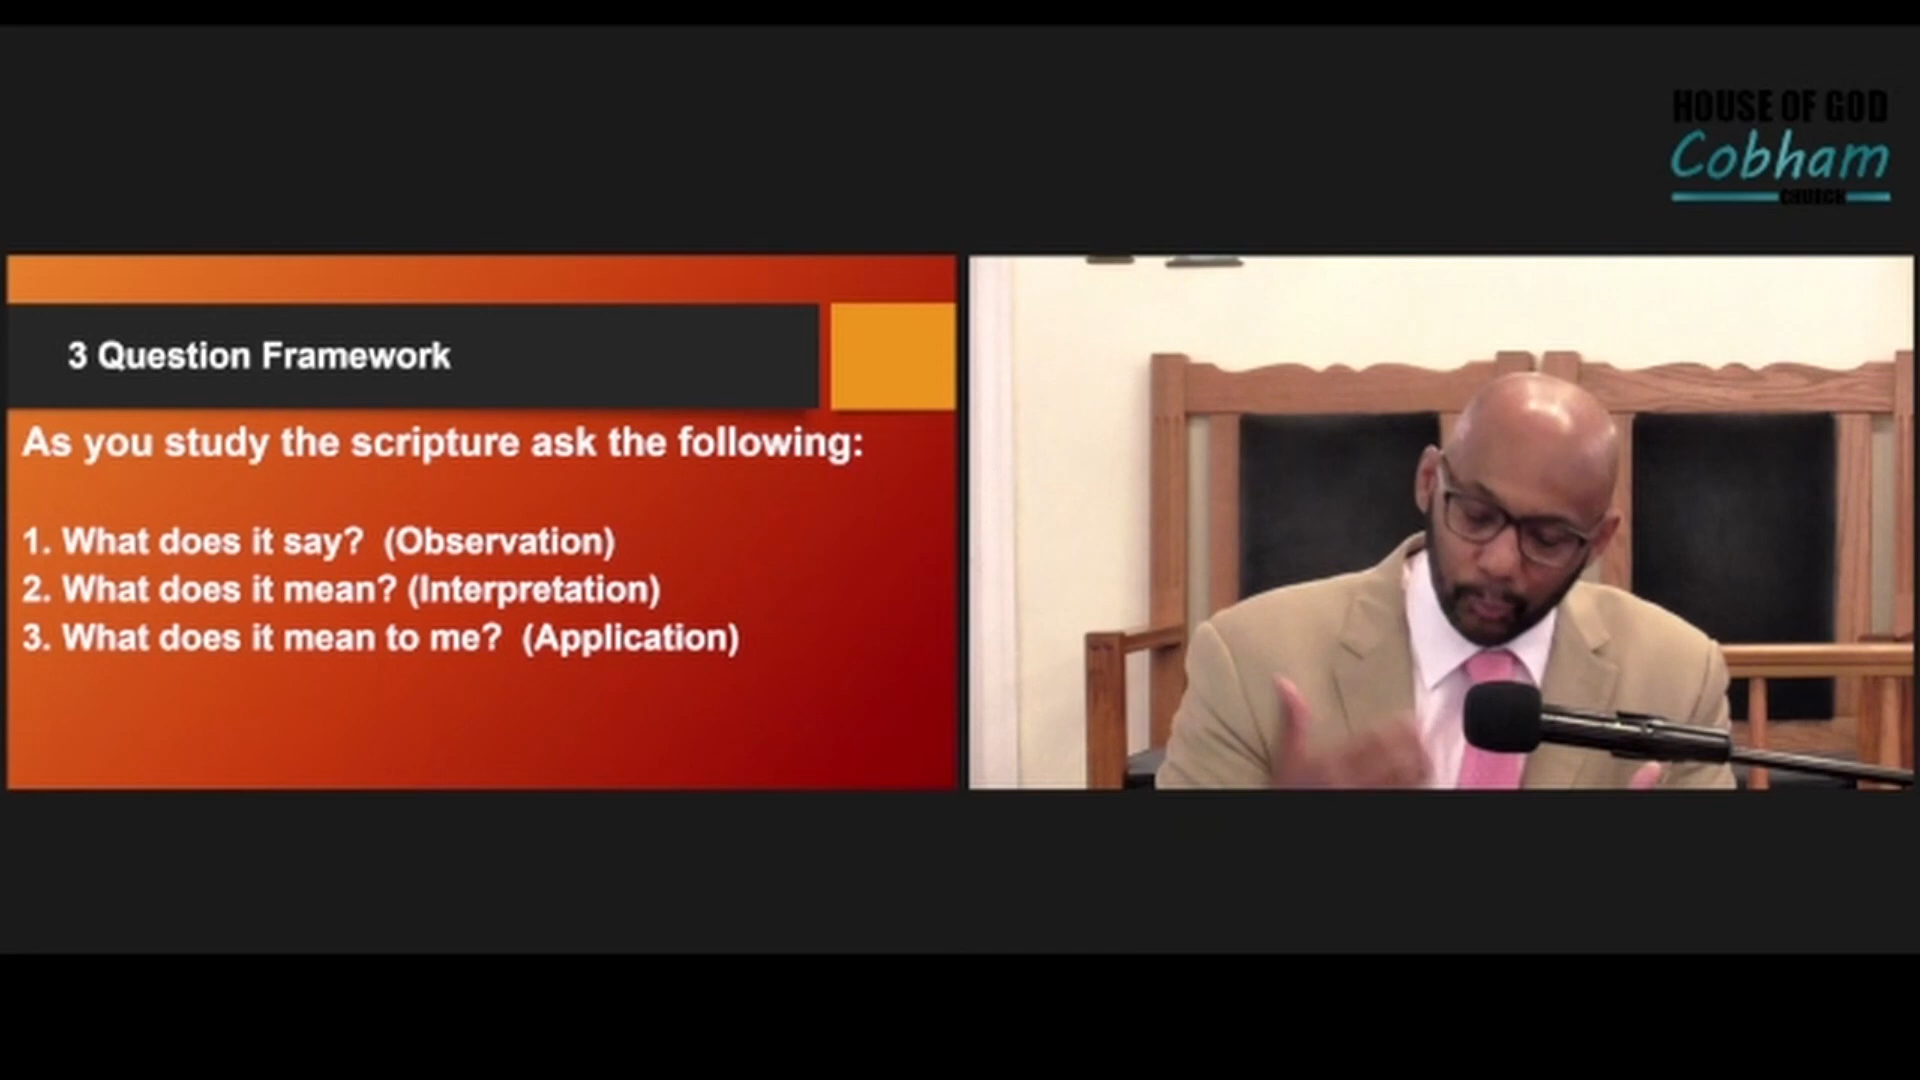 HOUSE OF GOD
Cobham
CHURCH
3 Question Framework
As you study the scripture ask the following:
1. What does it say? (Observation)
2. What does it mean? (Interpretation)
3. What does it mean to me? (Application)